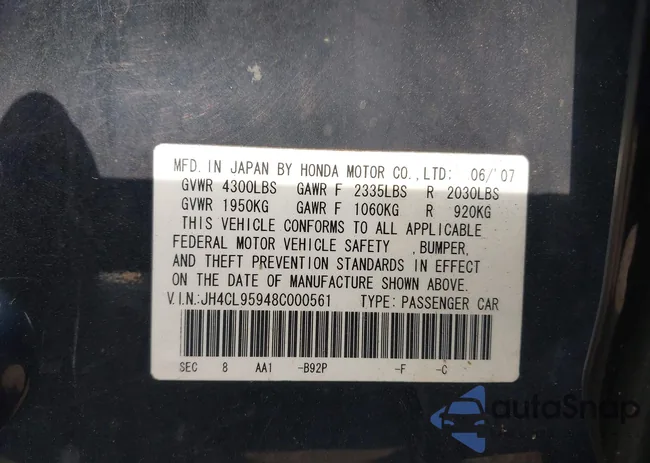 MFD. IN JAPAN BY HONDA MOTOR CO.,LTD: 06/'07
GVWR 4300LBS GAWR F 2335LBS R 2030LBS
GVWR 1950KG GAWR F 1060KG R 920KG
THIS VEHICLE CONFORMS TO ALL APPLICABLE
FEDERAL MOTOR VEHICLE SAFETY ,BUMPER,
AND THEFT PREVENTION STANDARDS IN EFFECT
ON THE DATE OF MANUFACTURE SHOWN ABOVE.
V.I.N.:JH4CL95948C000561 TYPE: PASSENGER CAR
SEC 8 AA1 -B92P -F -C
autoSnap